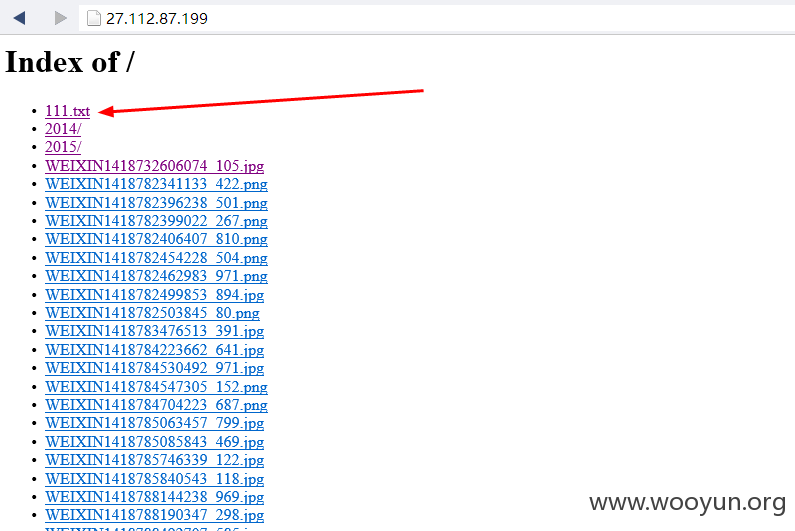 27.112.87.199
Index of /
111.txt
2014/
2015/
WEIXIN1418732606074_105.jpg
WEIXIN1418782341133_422.png
WEIXIN1418782396238_501.png
WEIXIN1418782399022_267.png
WEIXIN1418782406407_810.png
WEIXIN1418782454228_504.png
WEIXIN1418782462983_971.png
WEIXIN1418782499853_894.jpg
WEIXIN1418782503845_80.png
WEIXIN1418783476513_391.jpg
WEIXIN1418784223662_641.jpg
WEIXIN1418784530492_971.jpg
WEIXIN1418784547305_152.png
WEIXIN1418784704223_687.png
WEIXIN1418785063457_799.jpg
WEIXIN1418785085843_469.jpg
WEIXIN1418785746339_122.jpg
WEIXIN1418785840543_118.jpg
WEIXIN1418788144238_969.jpg
WEIXIN1418788190347_298.jpg
www.wooyun.org